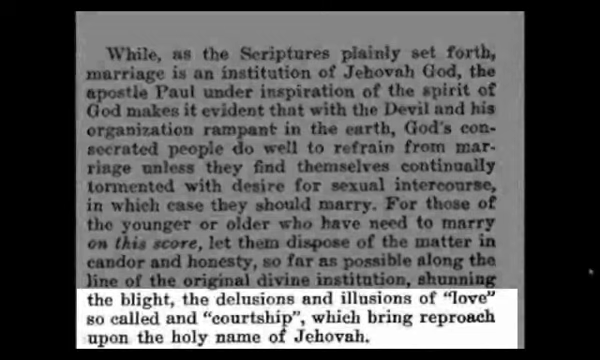 While, as the Scriptures plainly set forth,
marriage is an institution of Jehovah God, the
apostle Paul under inspiration of the spirit of
God makes it evident that with the Devil and his
organization rampant in the earth, God's con-
secrated people do well to refrain from mar-
riage unless they find themselves continually
tormented with desire for sexual intercourse,
in which case they should marry. For those of
the younger or older who have need to marry
on this score, let them dispose of the matter in
candor and honesty, so far as possible along the
line of the original divine institution, shunning
the blight, the delusions and illusions of "love"
so called and "courtship", which bring reproach
upon the holy name of Jehovah.